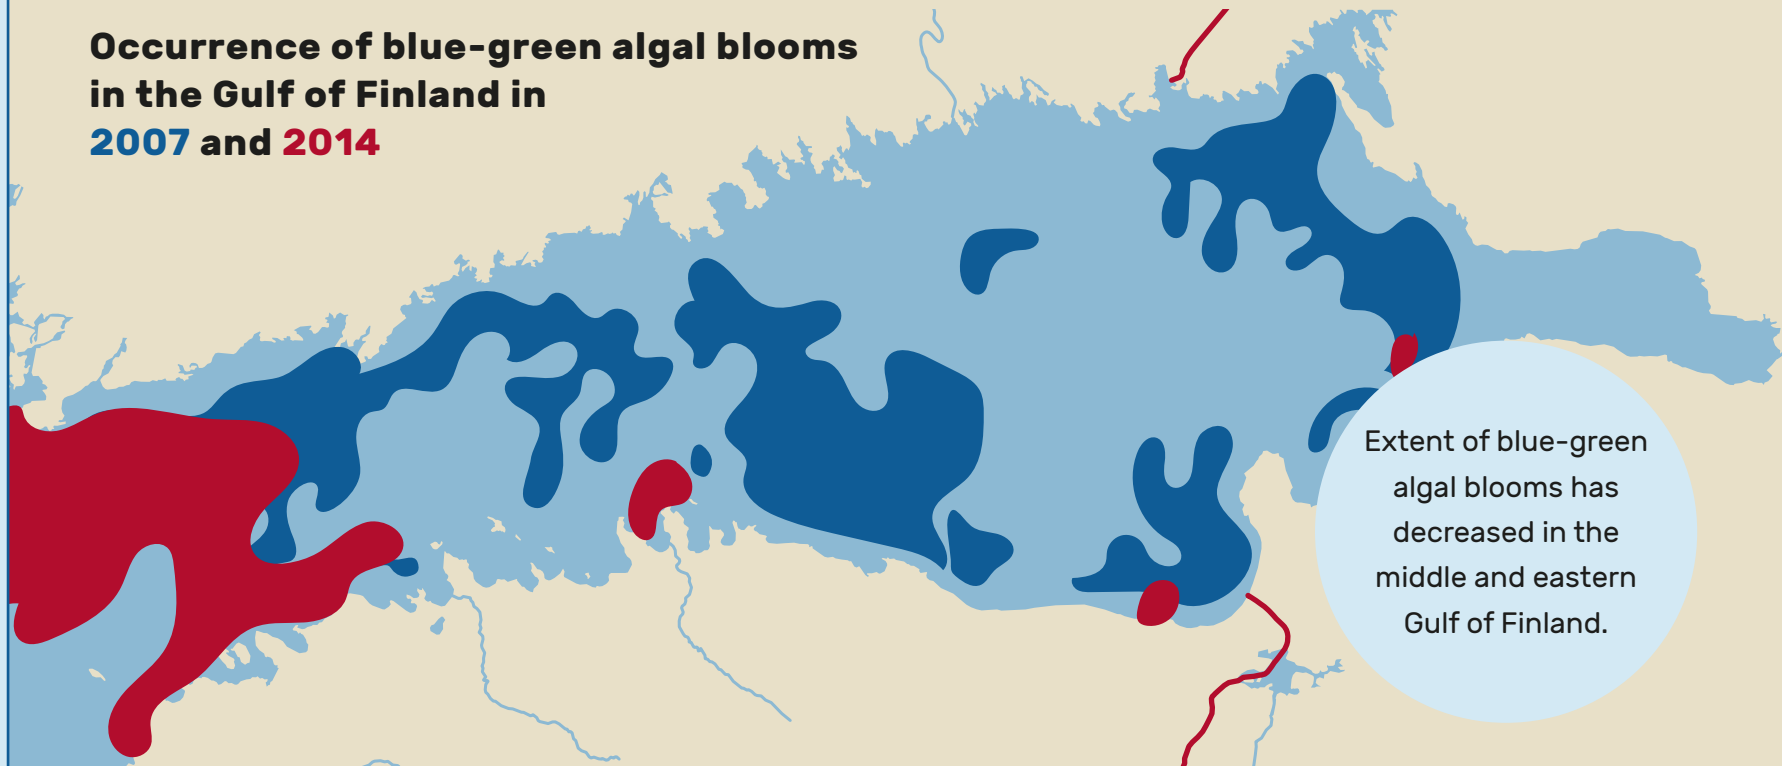 Occurrence of blue-green algal blooms
in the Gulf of Finland in
2007 and 2014
Extent of blue-green
algal blooms has
decreased in the
middle and eastern
Gulf of Finland.